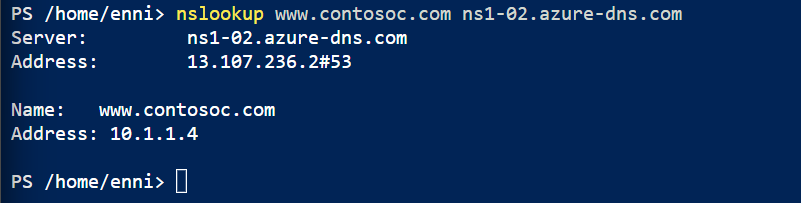 PS /home/enni> nslookup www.contosoc.com ns1-02.azure-dns.com
Server: ns1-02.azure-dns.com
Address: 13.107.236.2#53
Name: www.contosoc.com
Address: 10.1.1.4
PS /home/enni>